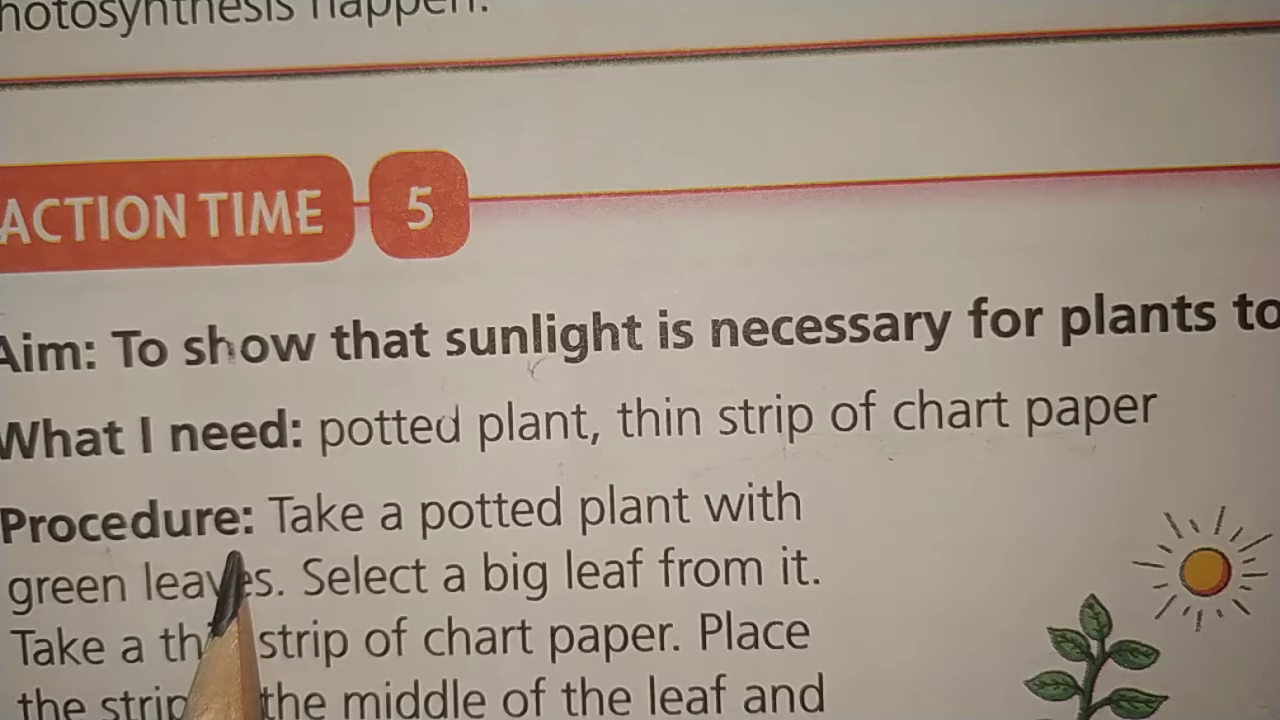 hotosynthesis happen.
ACTION TIME 5
Aim: To show that sunlight is necessary for plants to
What I need: potted plant, thin strip of chart paper
Procedure: Take a potted plant with
green leaves. Select a big leaf from it.
Take a strip of chart paper. Place
the strip the middle of the leaf and